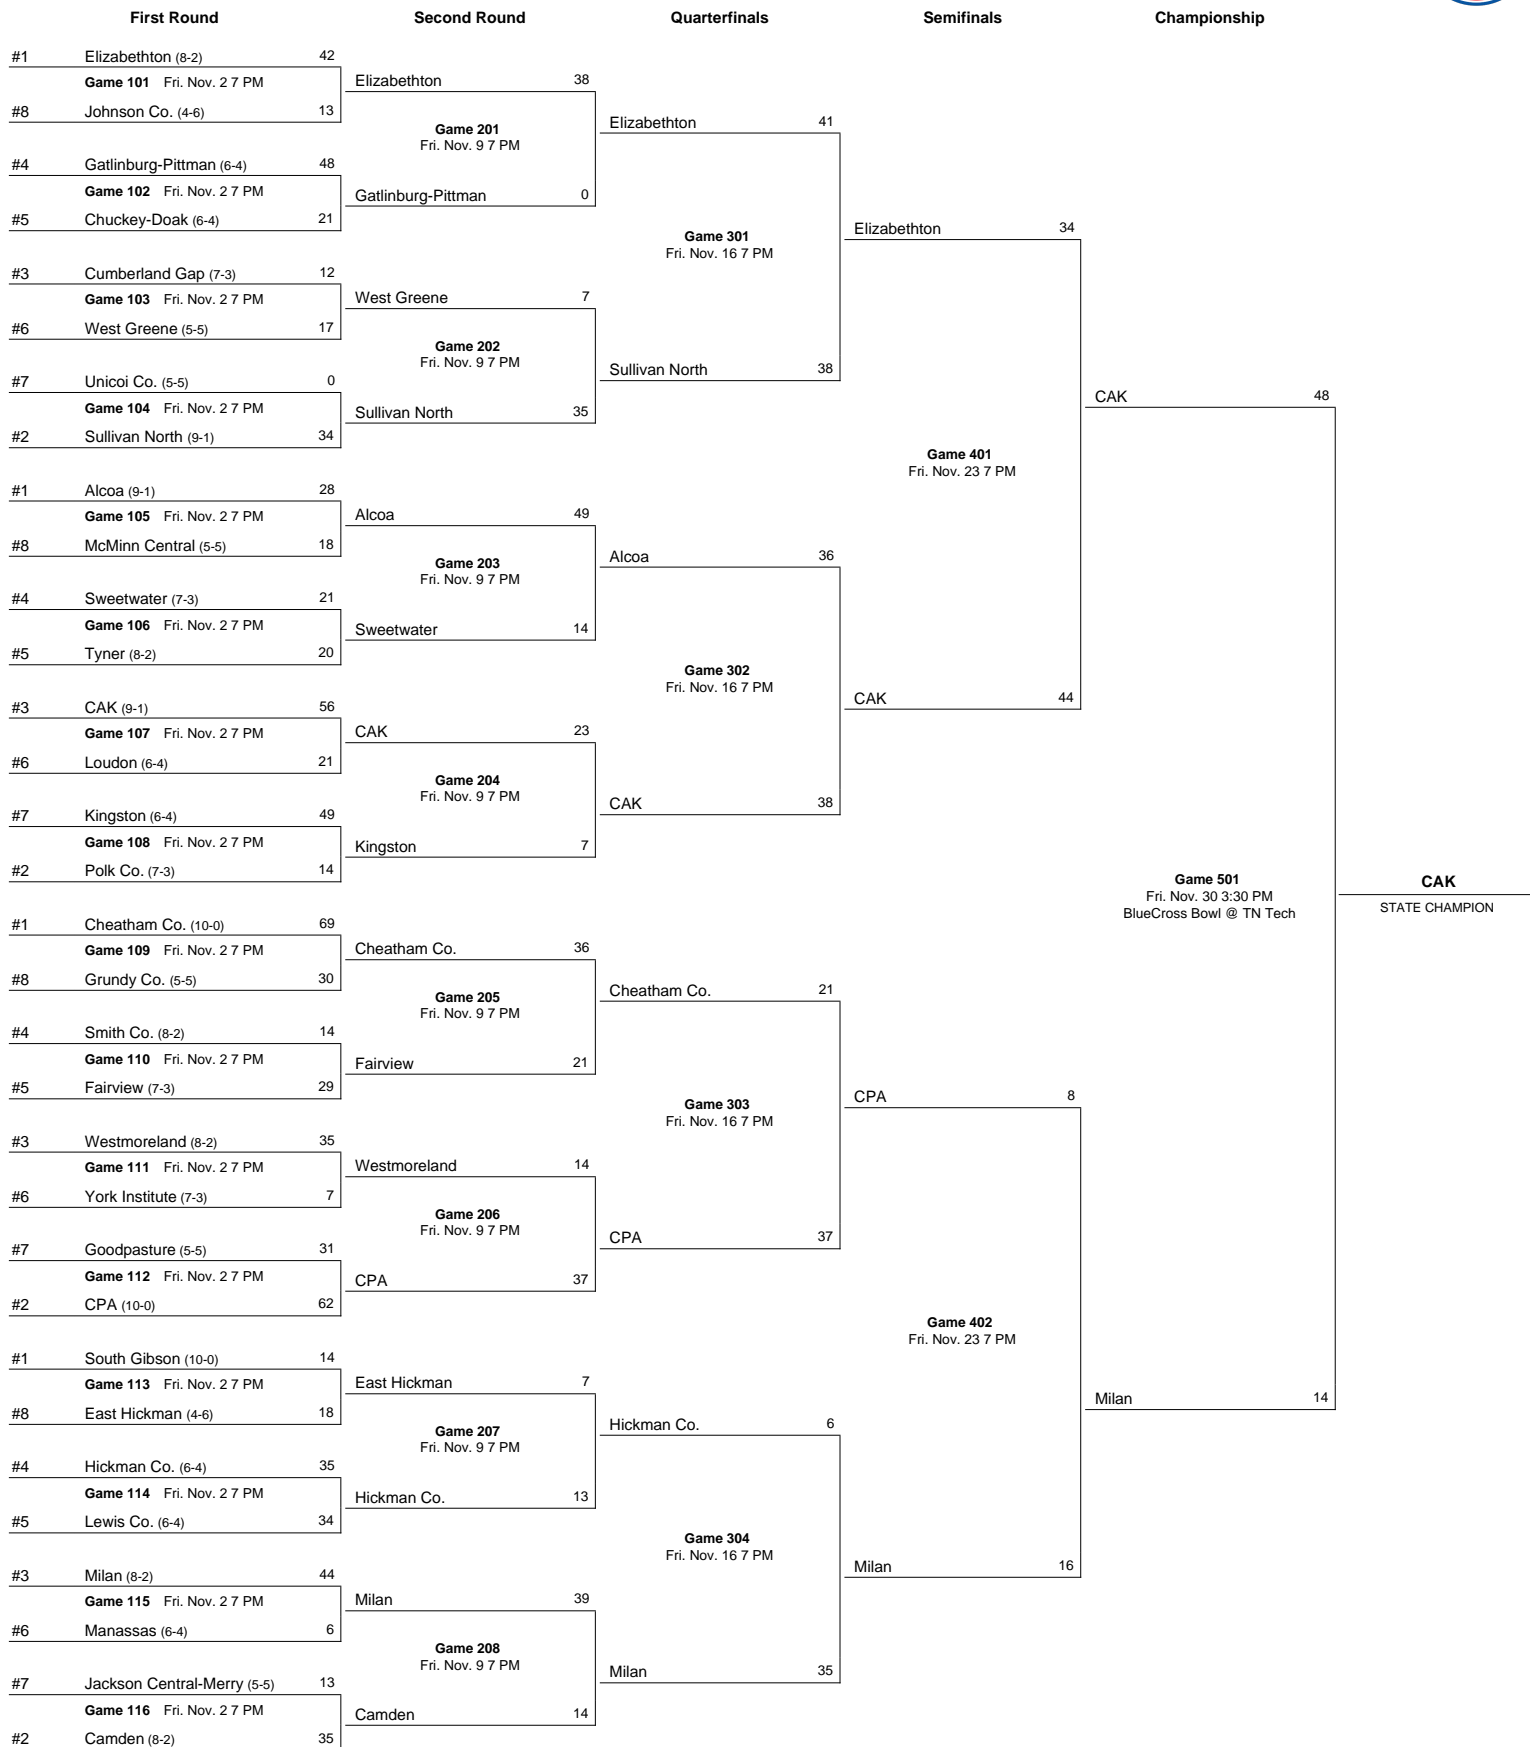 First Round Second Round Quarterfinals Semifinals Championship
#1 Elizabethton (8-2) 42
Game 101 Fri. Nov. 2 7 PM
#8 Johnson Co. (4-6) 13
#4 Gatlinburg-Pittman (6-4) 48
Game 102 Fri. Nov. 2 7 PM
#5 Chuckey-Doak (6-4) 21
#3 Cumberland Gap (7-3) 12
Game 103 Fri. Nov. 2 7 PM
#6 West Greene (5-5) 17
#7 Unicoi Co. (5-5) 0
Game 104 Fri. Nov. 2 7 PM
#2 Sullivan North (9-1) 34
#1 Alcoa (9-1) 28
Game 105 Fri. Nov. 2 7 PM
#8 McMinn Central (5-5) 18
#4 Sweetwater (7-3) 21
Game 106 Fri. Nov. 2 7 PM
#5 Tyner (8-2) 20
#3 CAK (9-1) 56
Game 107 Fri. Nov. 2 7 PM
#6 Loudon (6-4) 21
#7 Kingston (6-4) 49
Game 108 Fri. Nov. 2 7 PM
#2 Polk Co. (7-3) 14
#1 Cheatham Co. (10-0) 69
Game 109 Fri. Nov. 2 7 PM
#8 Grundy Co. (5-5) 30
#4 Smith Co. (8-2) 14
Game 110 Fri. Nov. 2 7 PM
#5 Fairview (7-3) 29
#3 Westmoreland (8-2) 35
Game 111 Fri. Nov. 2 7 PM
#6 York Institute (7-3) 7
#7 Goodpasture (5-5) 31
Game 112 Fri. Nov. 2 7 PM
#2 CPA (10-0) 62
#1 South Gibson (10-0) 14
Game 113 Fri. Nov. 2 7 PM
#8 East Hickman (4-6) 18
#4 Hickman Co. (6-4) 35
Game 114 Fri. Nov. 2 7 PM
#5 Lewis Co. (6-4) 34
#3 Milan (8-2) 44
Game 115 Fri. Nov. 2 7 PM
#6 Manassas (6-4) 6
#7 Jackson Central-Merry (5-5) 13
Game 116 Fri. Nov. 2 7 PM
#2 Camden (8-2) 35
Elizabethton 38
Game 201
Fri. Nov. 9 7 PM
Gatlinburg-Pittman 0
West Greene 7
Game 202
Fri. Nov. 9 7 PM
Sullivan North 35
Alcoa 49
Game 203
Fri. Nov. 9 7 PM
Sweetwater 14
CAK 23
Game 204
Fri. Nov. 9 7 PM
Kingston 7
Cheatham Co. 36
Game 205
Fri. Nov. 9 7 PM
Fairview 21
Westmoreland 14
Game 206
Fri. Nov. 9 7 PM
CPA 37
East Hickman 7
Game 207
Fri. Nov. 9 7 PM
Hickman Co. 13
Milan 39
Game 208
Fri. Nov. 9 7 PM
Camden 14
Elizabethton 41
Game 301
Fri. Nov. 16 7 PM
Sullivan North 38
Alcoa 36
Game 302
Fri. Nov. 16 7 PM
CAK 38
Cheatham Co. 21
Game 303
Fri. Nov. 16 7 PM
CPA 37
Hickman Co. 6
Game 304
Fri. Nov. 16 7 PM
Milan 35
Elizabethton 34
Game 401
Fri. Nov. 23 7 PM
CAK 44
CPA 8
Game 402
Fri. Nov. 23 7 PM
Milan 16
CAK 48
Game 501
Fri. Nov. 30 3:30 PM
BlueCross Bowl @ TN Tech
Milan 14
CAK
STATE CHAMPION